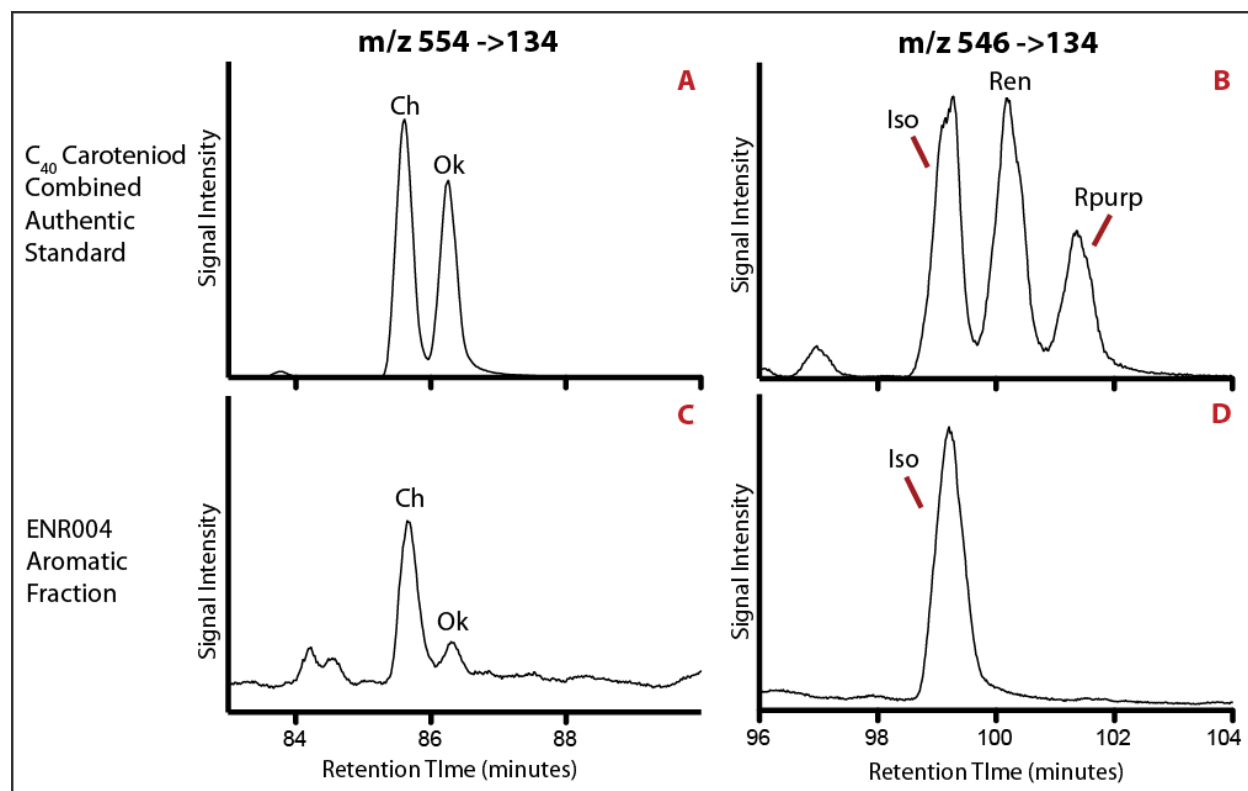 m/z 554 ->134
m/z 546 ->134
C40 Caroteniod
Combined
Authentic
Standard
Signal Intensity
A
Ch
Ok
Signal Intensity
B
Iso
Ren
Rpurp
ENR004
Aromatic
Fraction
Signal Intensity
C
Ch
Ok
84
86
88
Retention TIme (minutes)
Signal Intensity
D
Iso
96
98
100
102
104
Retention TIme (minutes)